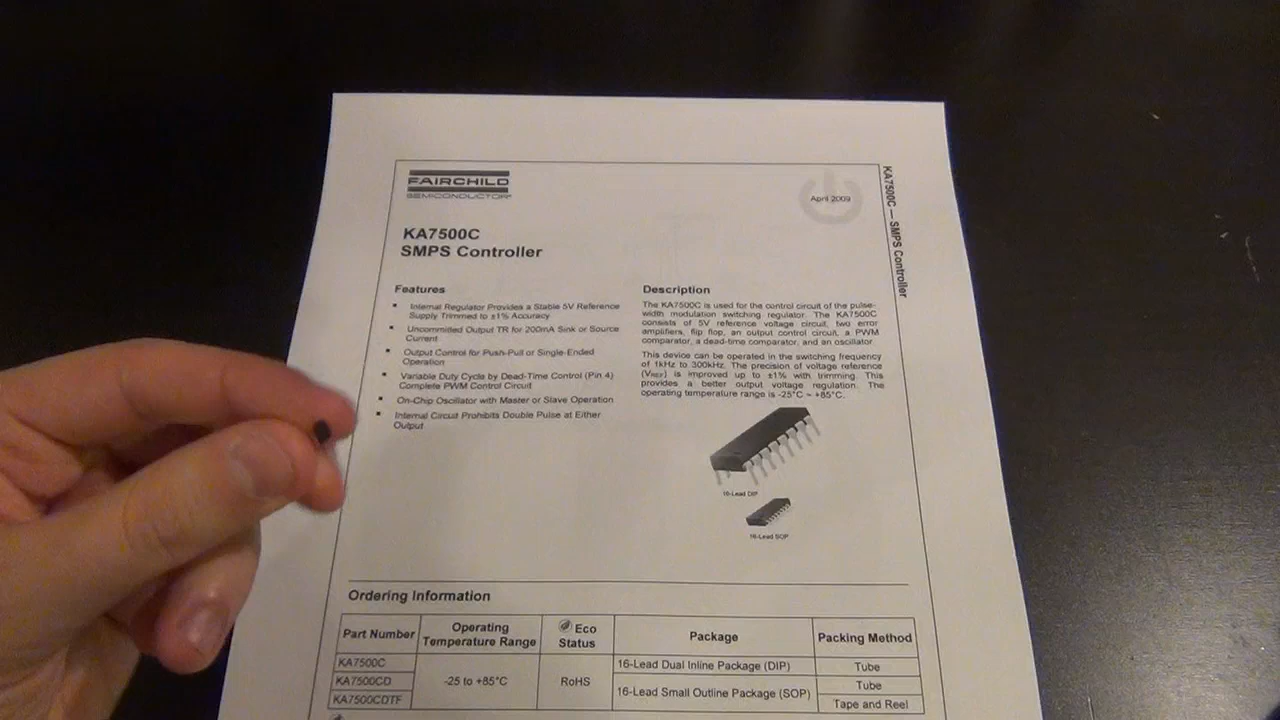 FAIRCHILD
SEMICONDUCTOR®
April 2009
KA7500C — SMPS Controller
KA7500C
SMPS Controller
Features
Internal Regulator Provides a Stable 5V Reference
Supply Trimmed to ±1% Accuracy
Uncommitted Output TR for 200mA Sink or Source
Current
Output Control for Push-Pull or Single-Ended
Operation
Variable Duty Cycle by Dead-Time Control (Pin 4)
Complete PWM Control Circuit
On-Chip Oscillator with Master or Slave Operation
Internal Circuit Prohibits Double Pulse at Either
Output
Description
The KA7500C is used for the control circuit of the pulse-
width modulation switching regulator. The KA7500C
consists of 5V reference voltage circuit, two error
amplifiers, flip flop, an output control circuit, a PWM
comparator, a dead-time comparator, and an oscillator.
This device can be operated in the switching frequency
of 1kHz to 300kHz. The precision of voltage reference
(VREF) is improved up to ±1% with trimming. This
provides a better output voltage regulation. The
operating temperature range is -25°C ~ +85°C.
16-Lead DIP
16-Lead SOP
Ordering Information
Part Number
Operating
Temperature Range
Eco
Status
Package
Packing Method
KA7500C
-25 to +85°C
RoHS
16-Lead Dual Inline Package (DIP)
Tube
KA7500CD
16-Lead Small Outline Package (SOP)
Tube
KA7500CDTF
Tape and Reel